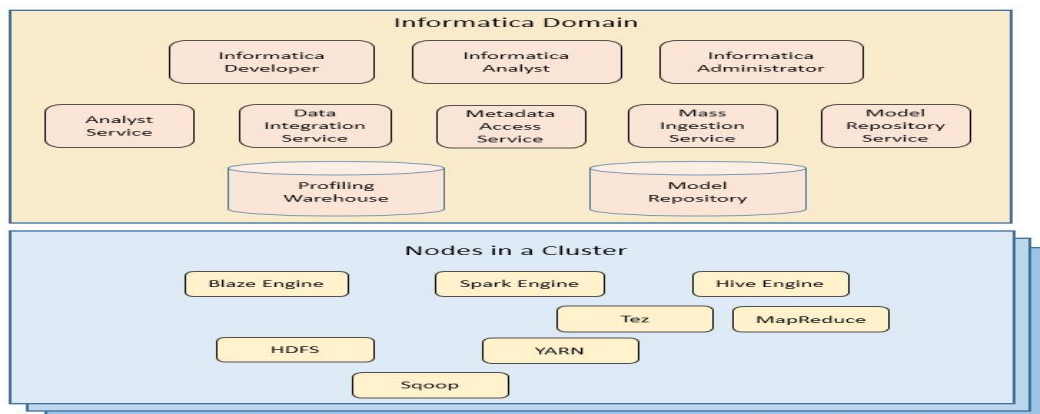 Informatica Domain
Informatica
Developer
Informatica
Analyst
Informatica
Administrator
Analyst
Service
Data
Integration
Service
Metadata
Access
Service
Mass
Ingestion
Service
Model
Repository
Service
Profiling
Warehouse
Model
Repository
Nodes in a Cluster
Blaze Engine
Spark Engine
Hive Engine
Tez
MapReduce
HDFS
YARN
Sqoop